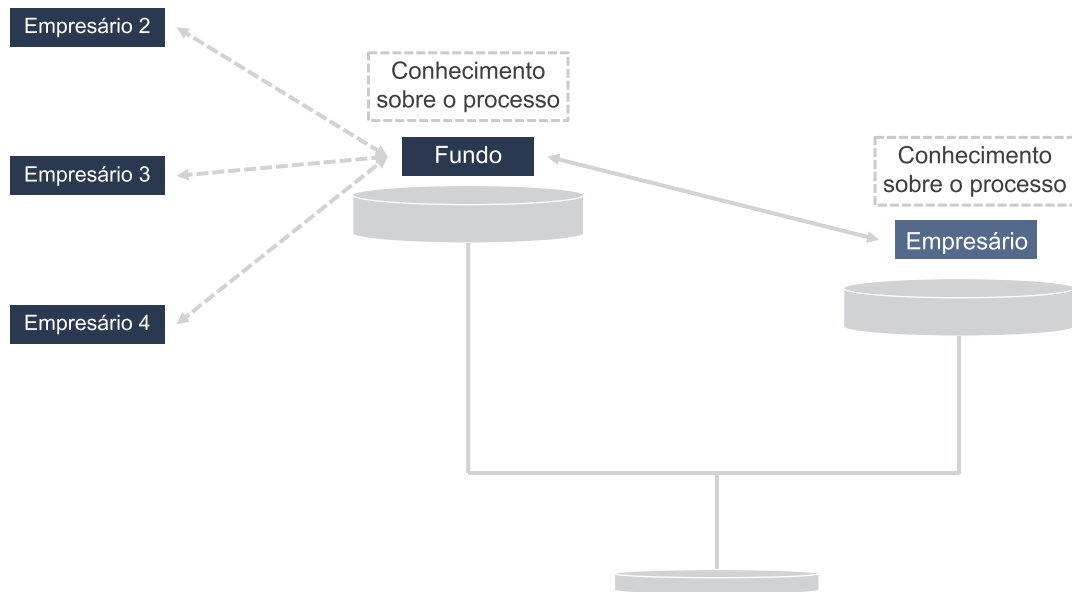 Empresário 2
Conhecimento
sobre o processo
Fundo
Empresário 3
Conhecimento
sobre o processo
Empresário
Empresário 4